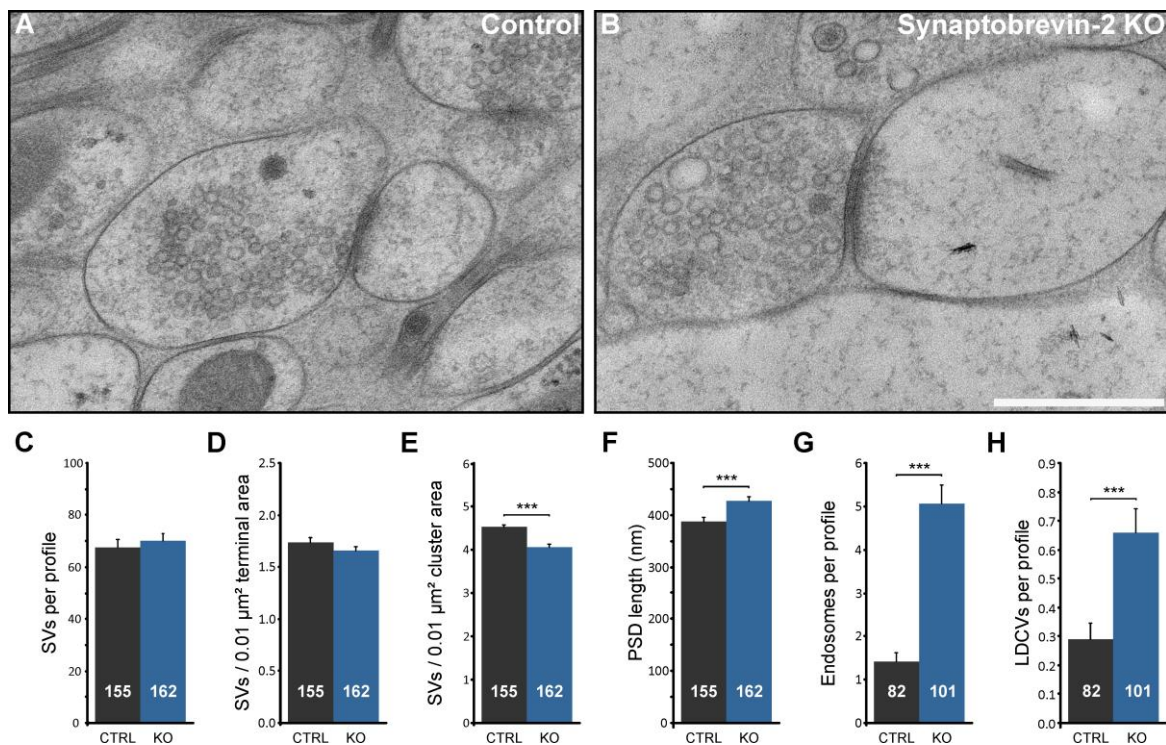 A Control
B Synaptobrevin-2 KO
C
SVs per profile
100
80
60
40
20
0
155 162
CTRL KO
D
SVs / 0.01 µm² terminal area
2.5
2.0
1.5
1.0
0.5
0.0
155 162
CTRL KO
E
SVs / 0.01 µm² cluster area
6
5
4
3
2
1
0
***
155 162
CTRL KO
F
PSD length (nm)
500
450
400
350
300
250
200
150
100
50
0
***
155 162
CTRL KO
G
Endosomes per profile
6
5
4
3
2
1
0
***
82 101
CTRL KO
H
LDCVs per profile
0.9
0.8
0.7
0.6
0.5
0.4
0.3
0.2
0.1
0.0
***
82 101
CTRL KO